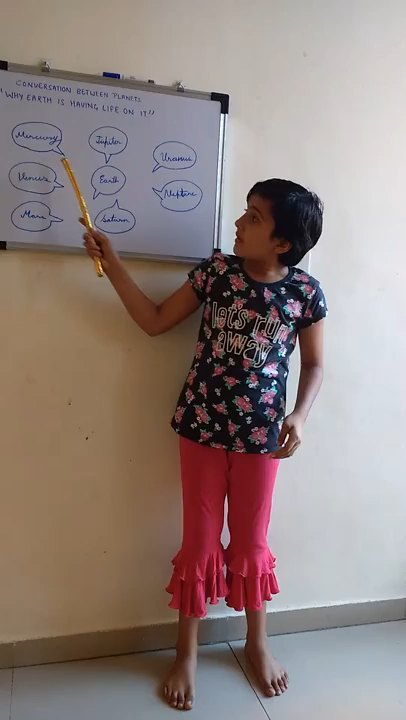 CONVERSATION BETWEEN PLANETS
"WHY EARTH IS HAVING LIFE ON IT"
Mercury
Jupiter
Uranus
Venus
Earth
Neptune
Mars
Saturn
lets run
away